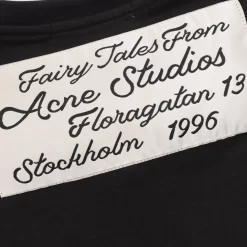 Fairy Tales From
Acne Studios
Floragatan 13
Stockholm 1996